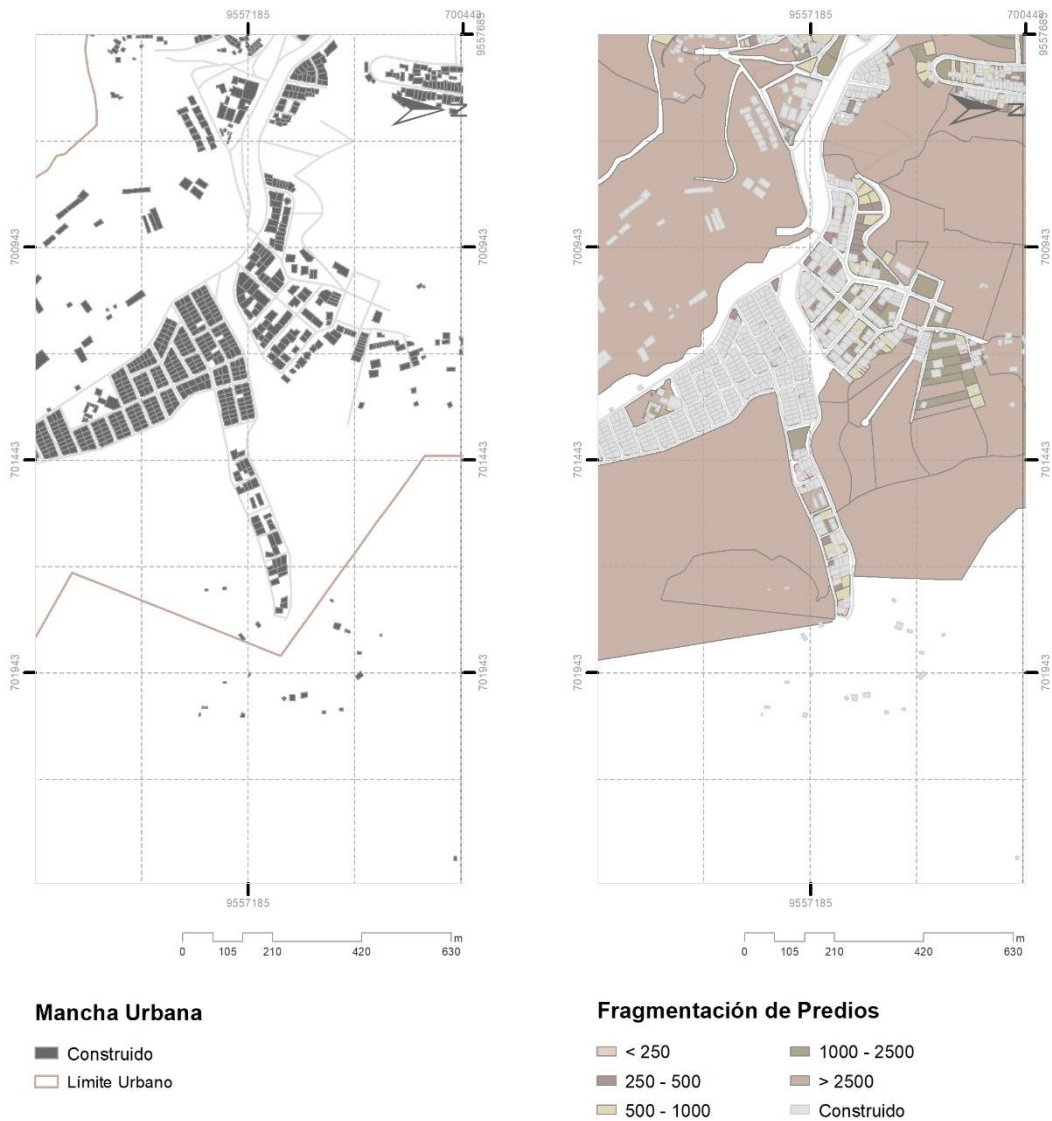 9557185
700443
9557685
9557185
700443
9557685
700943
700943
700943
700943
701443
701443
701443
701443
701943
701943
701943
701943
N
N
9557185
9557185
0 105 210 420 630 m
0 105 210 420 630 m
Mancha Urbana
Construido
Límite Urbano
Fragmentación de Predios
< 250
250 - 500
500 - 1000
1000 - 2500
> 2500
Construido